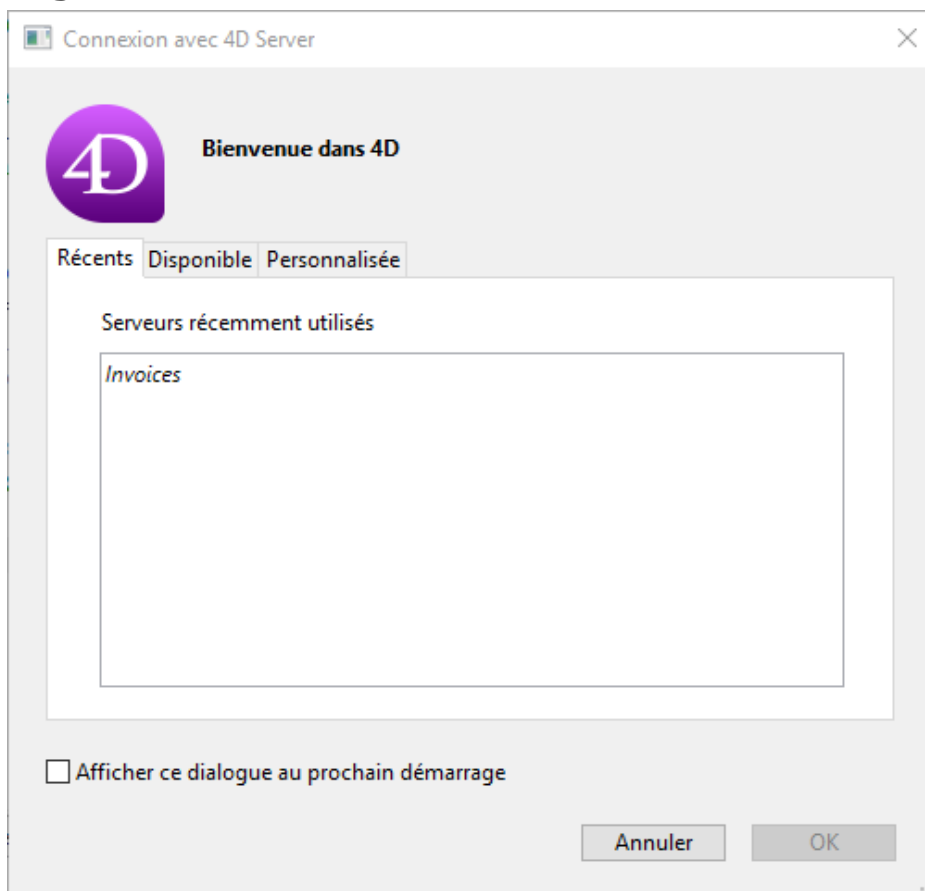 Connexion avec 4D Server
4D
Bienvenue dans 4D
Récents Disponible Personnalisée
Serveurs récemment utilisés
Invoices
Afficher ce dialogue au prochain démarrage
Annuler OK